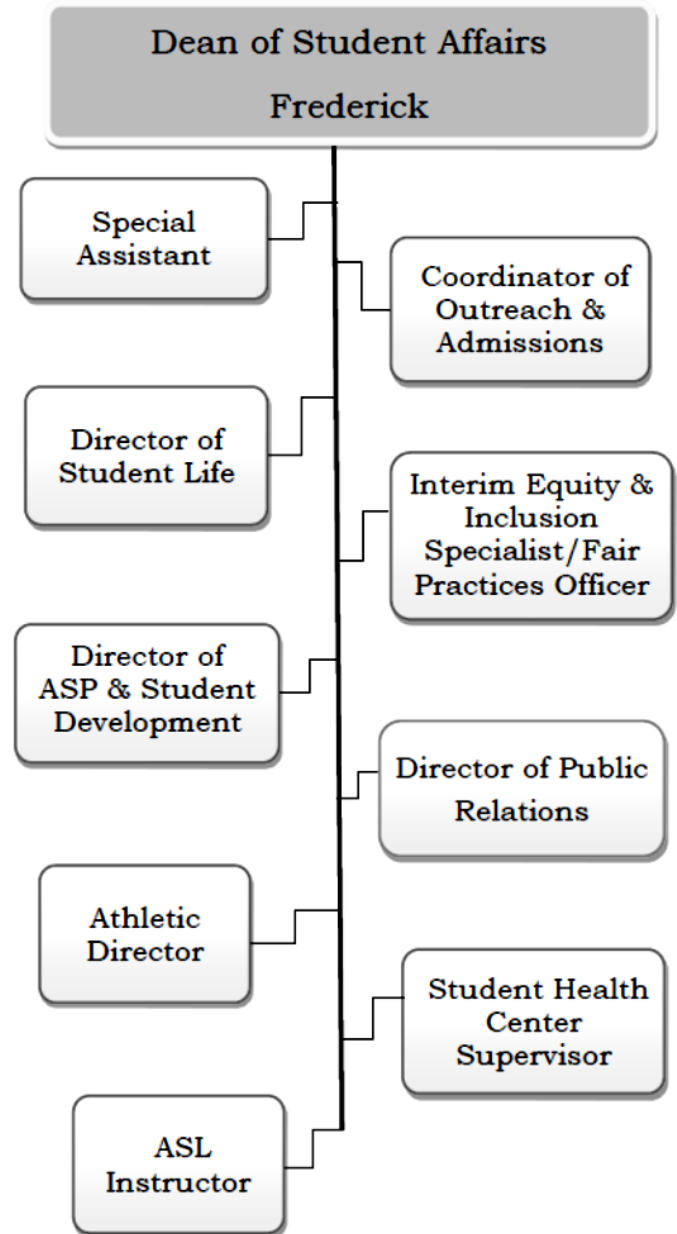 Dean of Student Affairs
Frederick
Special
Assistant
Coordinator of
Outreach &
Admissions
Director of
Student Life
Interim Equity &
Inclusion
Specialist/Fair
Practices Officer
Director of
ASP & Student
Development
Director of Public
Relations
Athletic
Director
Student Health
Center
Supervisor
ASL
Instructor